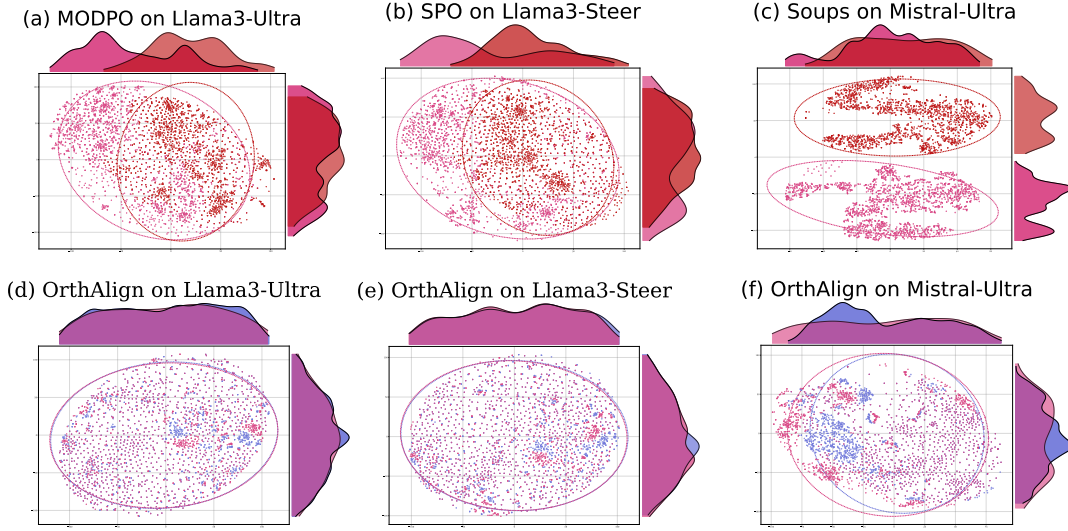 (a) MODPO on Llama3-Ultra
(b) SPO on Llama3-Steer
(c) Soups on Mistral-Ultra
(d) OrthAlign on Llama3-Ultra
(e) OrthAlign on Llama3-Steer
(f) OrthAlign on Mistral-Ultra